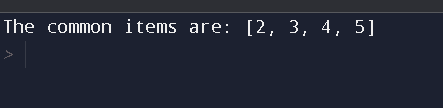 The common items are: [2, 3, 4, 5]
>